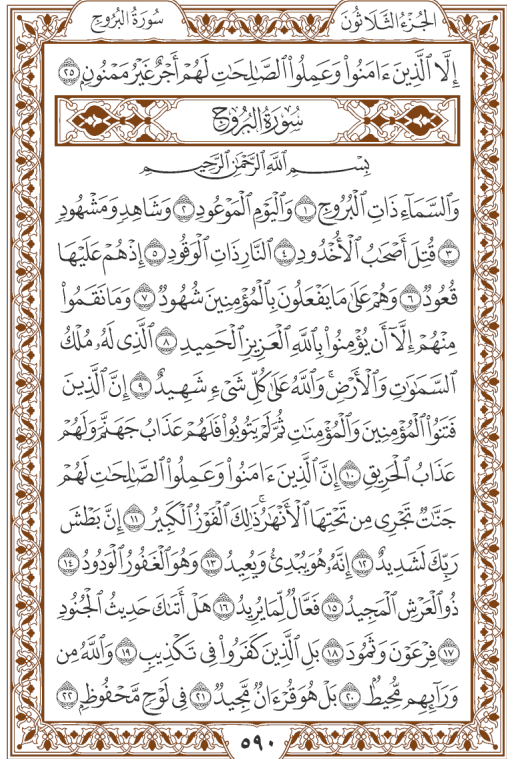 الجُزْءُ الثَّلَاثُونَ سُورَةُ البُرُوجِ
إِلَّا ٱلَّذِينَ ءَامَنُوا۟ وَعَمِلُوا۟ ٱلصَّـٰلِحَـٰتِ لَهُمْ أَجْرٌ غَيْرُ مَمْنُونٍ ٢٥
سُورَةُ البُرُوجِ
بِسْمِ ٱللَّهِ ٱلرَّحْمَـٰنِ ٱلرَّحِيمِ
وَٱلسَّمَآءِ ذَاتِ ٱلْبُرُوجِ ١ وَٱلْيَوْمِ ٱلْمَوْعُودِ ٢ وَشَاهِدٍ وَمَشْهُودٍ
٣ قُتِلَ أَصْحَـٰبُ ٱلْأُخْدُودِ ٤ ٱلنَّارِ ذَاتِ ٱلْوَقُودِ ٥ إِذْ هُمْ عَلَيْهَا
قُعُودٌ ٦ وَهُمْ عَلَىٰ مَا يَفْعَلُونَ بِٱلْمُؤْمِنِينَ شُهُودٌ ٧ وَمَا نَقَمُوا۟
مِنْهُمْ إِلَّآ أَن يُؤْمِنُوا۟ بِٱللَّهِ ٱلْعَزِيزِ ٱلْحَمِيدِ ٨ ٱلَّذِى لَهُۥ مُلْكُ
ٱلسَّمَـٰوَٰتِ وَٱلْأَرْضِ ۚ وَٱللَّهُ عَلَىٰ كُلِّ شَىْءٍ شَهِيدٌ ٩ إِنَّ ٱلَّذِينَ
فَتَنُوا۟ ٱلْمُؤْمِنِينَ وَٱلْمُؤْمِنَـٰتِ ثُمَّ لَمْ يَتُوبُوا۟ فَلَهُمْ عَذَابُ جَهَنَّمَ وَلَهُمْ
عَذَابُ ٱلْحَرِيقِ ١٠ إِنَّ ٱلَّذِينَ ءَامَنُوا۟ وَعَمِلُوا۟ ٱلصَّـٰلِحَـٰتِ لَهُمْ
جَنَّـٰتٌ تَجْرِى مِن تَحْتِهَا ٱلْأَنْهَـٰرُ ۚ ذَٰلِكَ ٱلْفَوْزُ ٱلْكَبِيرُ ١١ إِنَّ بَطْشَ
رَبِّكَ لَشَدِيدٌ ١٢ إِنَّهُۥ هُوَ يُبْدِئُ وَيُعِيدُ ١٣ وَهُوَ ٱلْغَفُورُ ٱلْوَدُودُ ١٤
ذُو ٱلْعَرْشِ ٱلْمَجِيدُ ١٥ فَعَّالٌ لِّمَا يُرِيدُ ١٦ هَلْ أَتَىٰكَ حَدِيثُ ٱلْجُنُودِ
١٧ فِرْعَوْنَ وَثَمُودَ ١٨ بَلِ ٱلَّذِينَ كَفَرُوا۟ فِى تَكْذِيبٍ ١٩ وَٱللَّهُ مِن
وَرَآئِهِم مُّحِيطٌۢ ٢٠ بَلْ هُوَ قُرْءَانٌ مَّجِيدٌ ٢١ فِى لَوْحٍ مَّحْفُوظٍۭ ٢٢
٥٩٠